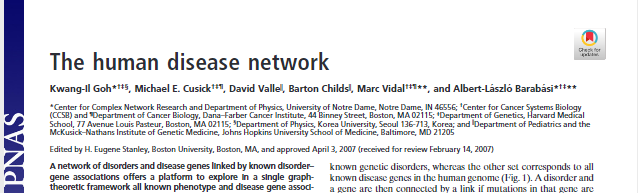 Check for
updates
The human disease network
Kwang-Il Goh*†‡§, Michael E. Cusick†‡¶, David Valle‖, Barton Childs‖, Marc Vidal†‡¶**, and Albert-László Barabási*†‡**
*Center for Complex Network Research and Department of Physics, University of Notre Dame, Notre Dame, IN 46556; †Center for Cancer Systems Biology
(CCSB) and ¶Department of Cancer Biology, Dana–Farber Cancer Institute, 44 Binney Street, Boston, MA 02115; ‡Department of Genetics, Harvard Medical
School, 77 Avenue Louis Pasteur, Boston, MA 02115; §Department of Physics, Korea University, Seoul 136-713, Korea; and ‖Department of Pediatrics and the
McKusick–Nathans Institute of Genetic Medicine, Johns Hopkins University School of Medicine, Baltimore, MD 21205
Edited by H. Eugene Stanley, Boston University, Boston, MA, and approved April 3, 2007 (received for review February 14, 2007)
A network of disorders and disease genes linked by known disorder–
gene associations offers a platform to explore in a single graph-
theoretic framework all known phenotype and disease gene associ-
known genetic disorders, whereas the other set corresponds to all
known disease genes in the human genome (Fig. 1). A disorder and
a gene are then connected by a link if mutations in that gene are
PNAS